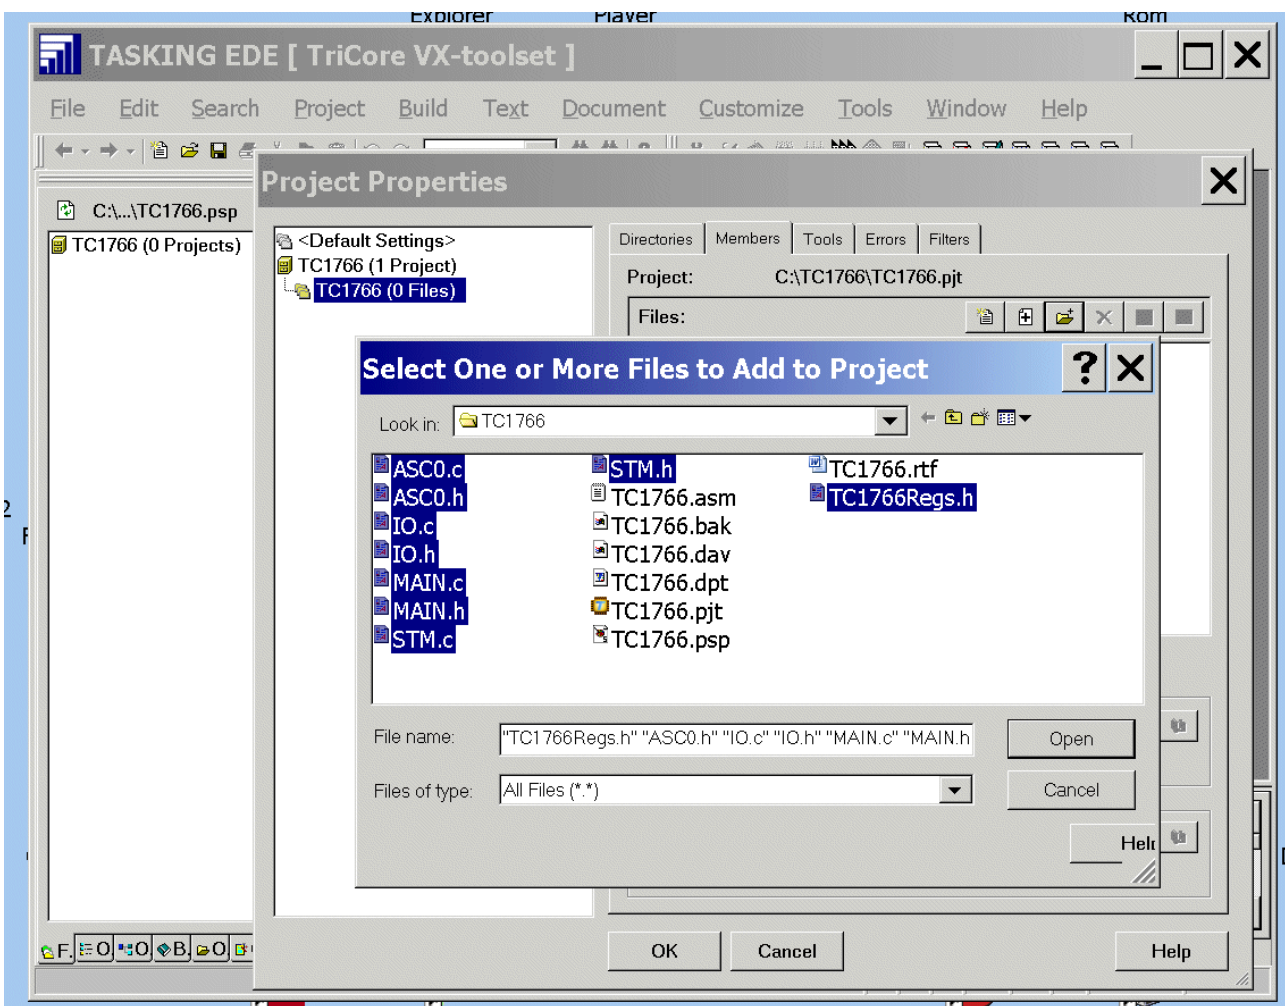 Explorer Player Rom
TASKING EDE [ TriCore VX-toolset ]
File Edit Search Project Build Text Document Customize Tools Window Help
Project Properties
C:\...\TC1766.psp
TC1766 (0 Projects)
<Default Settings>
TC1766 (1 Project)
TC1766 (0 Files)
Directories Members Tools Errors Filters
Project: C:\TC1766\TC1766.pjt
Files:
Select One or More Files to Add to Project
Look in: TC1766
ASC0.c
ASC0.h
IO.c
IO.h
MAIN.c
MAIN.h
STM.c
STM.h
TC1766.asm
TC1766.bak
TC1766.dav
TC1766.dpt
TC1766.pjt
TC1766.psp
TC1766.rtf
TC1766Regs.h
File name: "TC1766Regs.h" "ASC0.h" "IO.c" "IO.h" "MAIN.c" "MAIN.h
Open
Files of type: All Files (*.*)
Cancel
Help
F. O. O. B. O.
OK Cancel Help